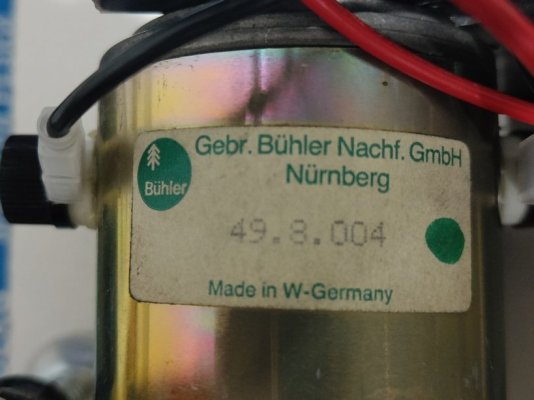 Gebr. Bühler Nachf. GmbH
Nürnberg
Bühler
49.8.004
Made in W-Germany